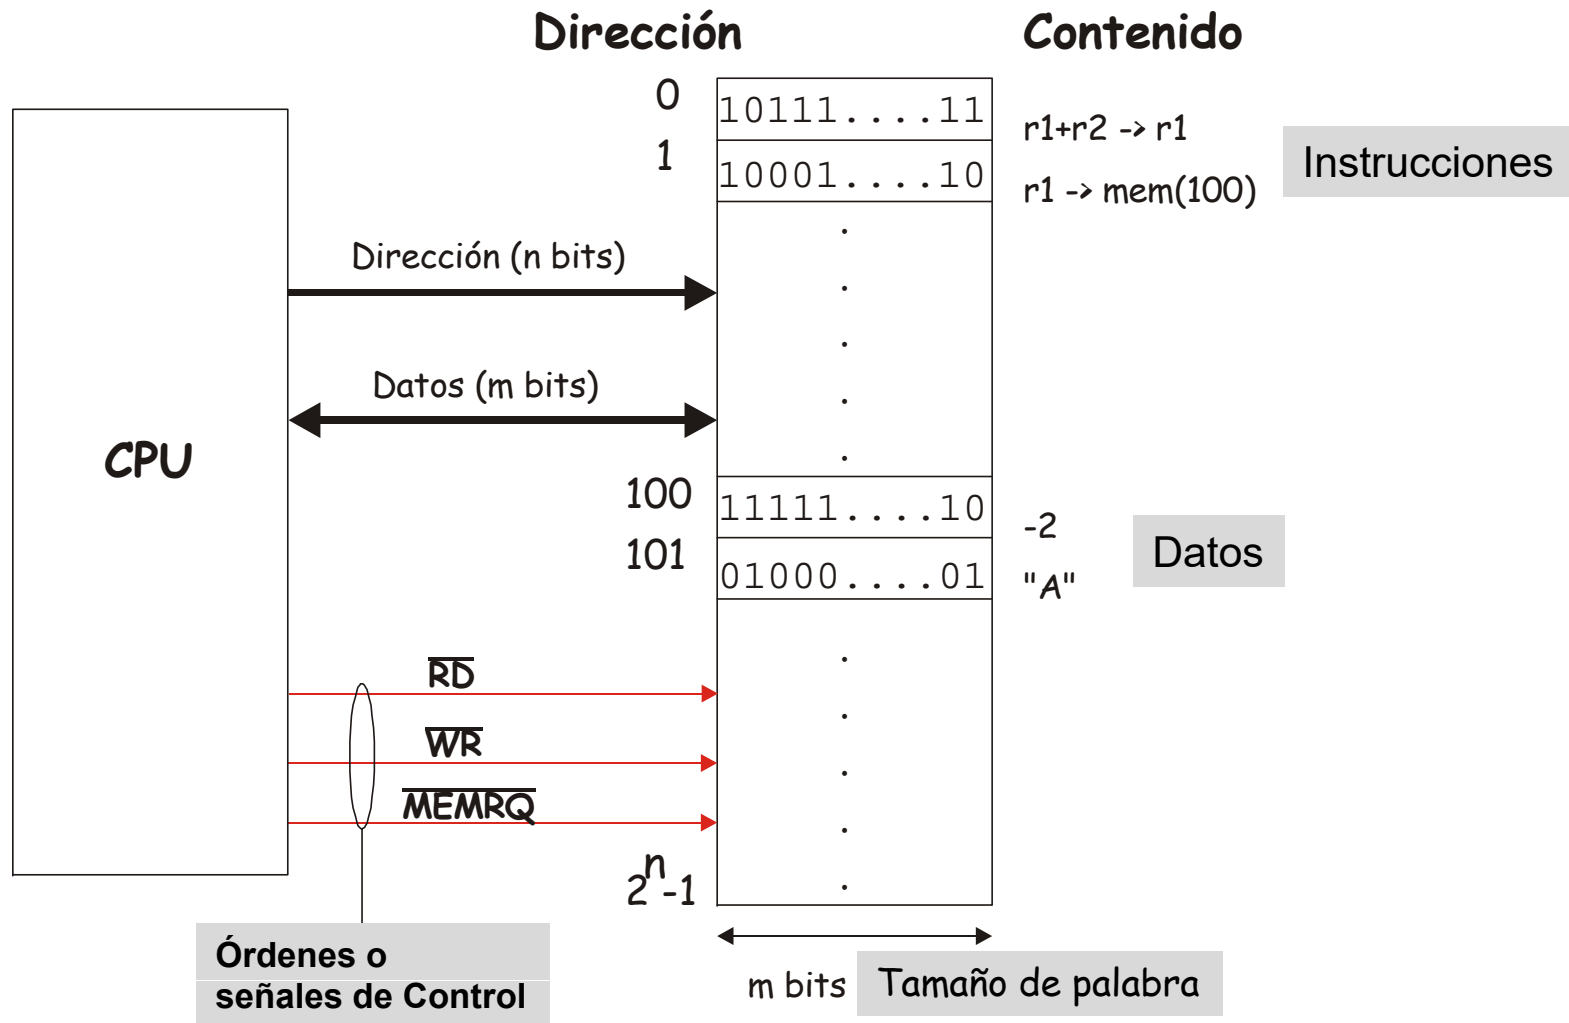 Dirección Contenido
0 10111....11 r1+r2 -> r1
Instrucciones
1 10001....10 r1 -> mem(100)
Dirección (n bits)
Datos (m bits)
CPU
100 11111....10 -2
Datos
101 01000....01 "A"
RD
WR
MEMRQ
2^n-1
Órdenes o
señales de Control
m bits Tamaño de palabra